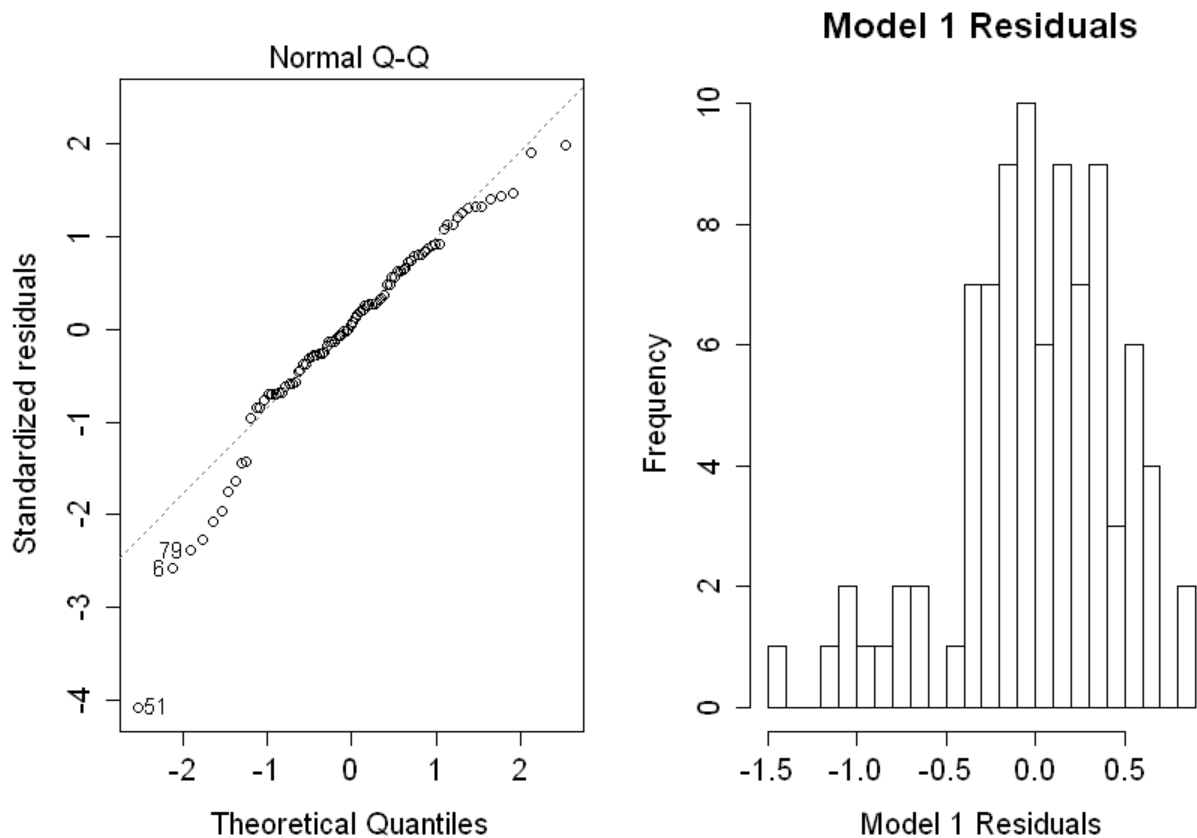 Normal Q-Q
Standardized residuals
2
1
0
-1
-2
-3
-4
79
6
51
-2 -1 0 1 2
Theoretical Quantiles
Model 1 Residuals
Frequency
10
8
6
4
2
0
-1.5 -1.0 -0.5 0.0 0.5
Model 1 Residuals